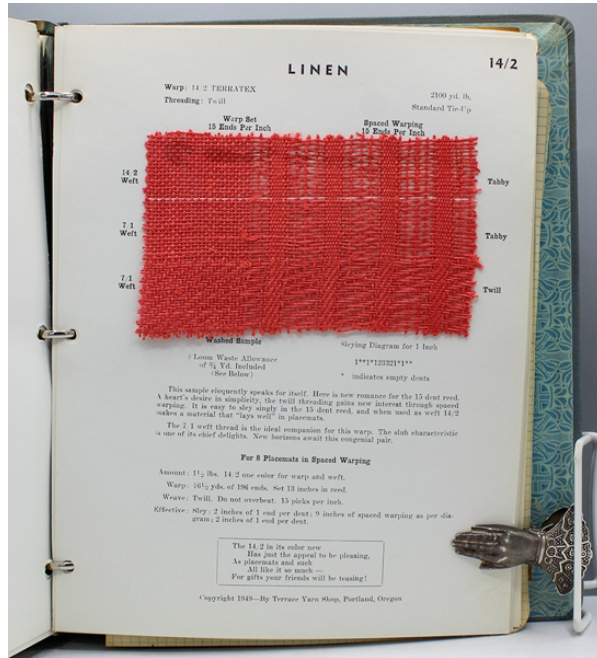 LINEN
14/2
Warp: 14/2 TERRATEX
2100 yd. lb.
Threading: Twill
Standard Tie-Up
Warp Set
15 Ends Per Inch
Spaced Warping
15 Ends Per Inch
14/2
Weft
Tabby
7/1
Weft
Tabby
7/1
Weft
Twill
Washed Sample
Sleying Diagram for 1 Inch
Loom Waste Allowance
of ¾ Yd. Included
(See Below)
1**1*123321*1**
* indicates empty dents
This sample eloquently speaks for itself. Here is new romance for the 15 dent reed.
A heart's desire in simplicity, the twill threading gains new interest through spaced
warping. It is easy to sley singly in the 15 dent reed, and when used as weft 14/2
makes a material that "lays well" in placemats.
The 7/1 weft thread is the ideal companion for this warp. The slub characteristic
is one of its chief delights. New horizons await this congenial pair.
For 8 Placemats in Spaced Warping
Amount: 1½ lbs. 14/2 one color for warp and weft.
Warp: 16½ yds. of 196 ends. Set 13 inches in reed.
Weave: Twill. Do not overbeat. 15 picks per inch.
Effective: Sley: 2 inches of 1 end per dent; 9 inches of spaced warping as per dia-
gram; 2 inches of 1 end per dent.
The 14/2 in its color new
Has just the appeal to be pleasing,
As placemats and such
All like it so much —
For gifts your friends will be teasing!
Copyright 1949—By Terrace Yarn Shop, Portland, Oregon